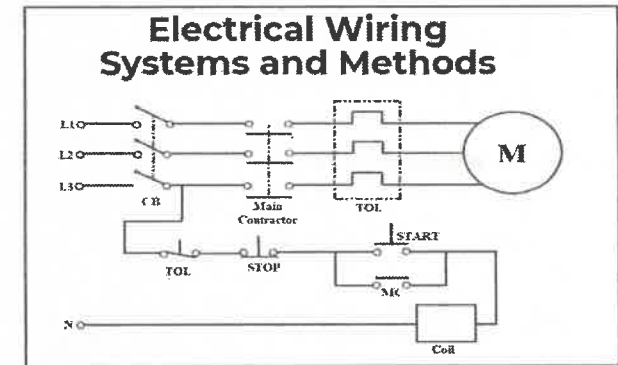 Electrical Wiring
Systems and Methods
L1
L2
L3
CB
Main
Contractor
TOL
M
TOL
STOP
START
MC
N
Coil